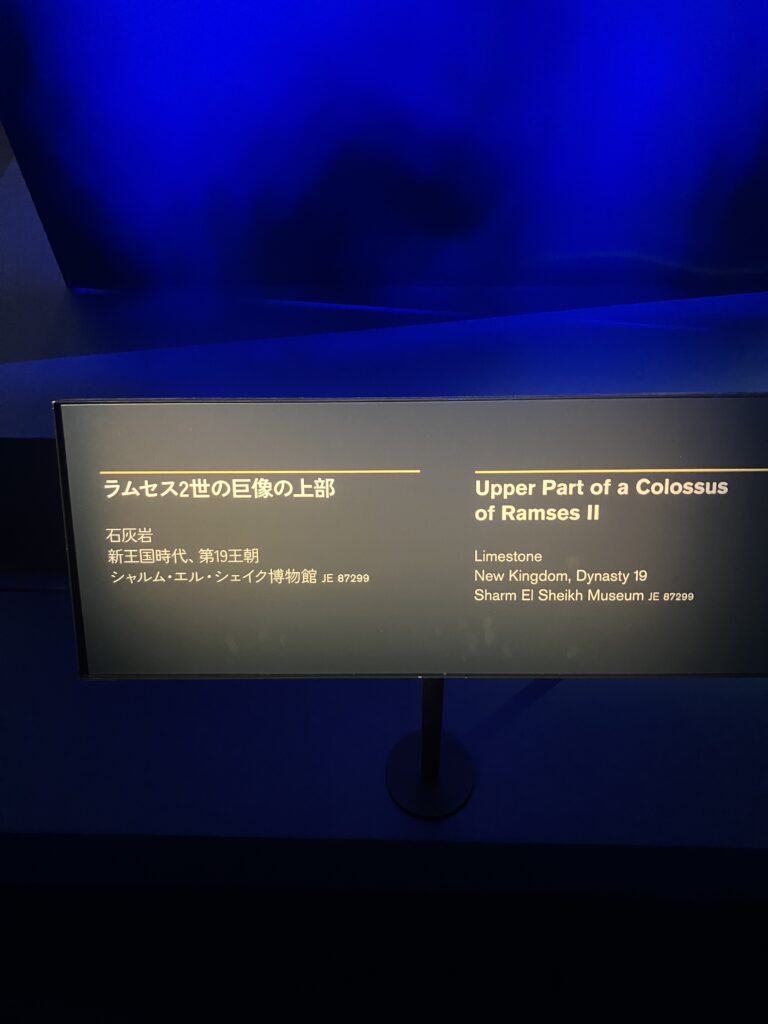 ラムセス2世の巨像の上部
石灰岩
新王国時代、第19王朝
シャルム・エル・シェイク博物館 JE 87299
Upper Part of a Colossus
of Ramses II
Limestone
New Kingdom, Dynasty 19
Sharm El Sheikh Museum JE 87299